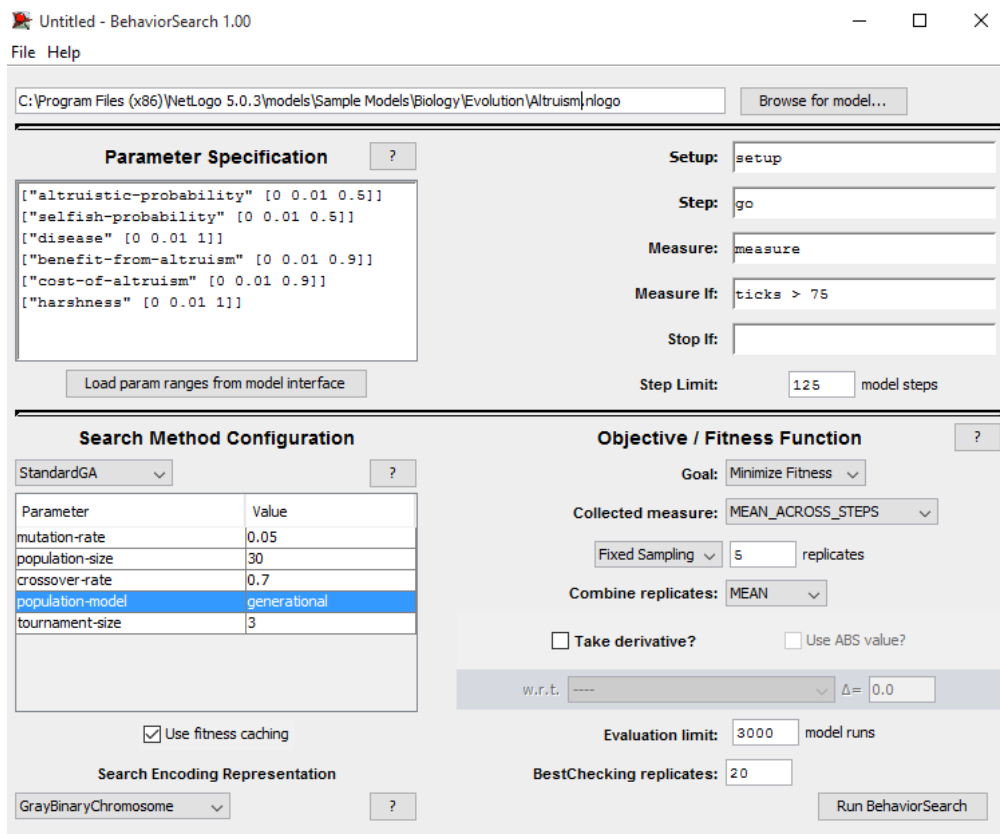 Untitled - BehaviorSearch 1.00
File Help
C:\Program Files (x86)\NetLogo 5.0.3\models\Sample Models\Biology\Evolution\Altruism.nlogo
Browse for model...
Parameter Specification
?
["altruistic-probability" [0 0.01 0.5]]
["selfish-probability" [0 0.01 0.5]]
["disease" [0 0.01 1]]
["benefit-from-altruism" [0 0.01 0.9]]
["cost-of-altruism" [0 0.01 0.9]]
["harshness" [0 0.01 1]]
Load param ranges from model interface
Setup: setup
Step: go
Measure: measure
Measure If: ticks > 75
Stop If:
Step Limit: 125 model steps
Search Method Configuration
StandardGA
?
Parameter Value
mutation-rate 0.05
population-size 30
crossover-rate 0.7
population-model generational
tournament-size 3
Use fitness caching
Search Encoding Representation
GrayBinaryChromosome
?
Objective / Fitness Function
?
Goal: Minimize Fitness
Collected measure: MEAN_ACROSS_STEPS
Fixed Sampling 5 replicates
Combine replicates: MEAN
Take derivative? Use ABS value?
w.r.t. ---- Δ= 0.0
Evaluation limit: 3000 model runs
BestChecking replicates: 20
Run BehaviorSearch